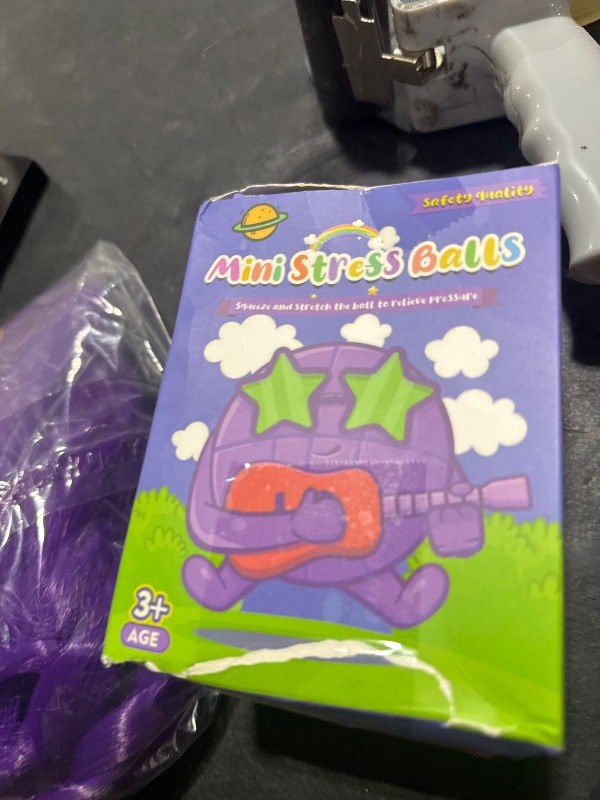 Safety quality
Mini Stress Balls
Squeeze and Stretch the ball to relieve pressure
3+
AGE